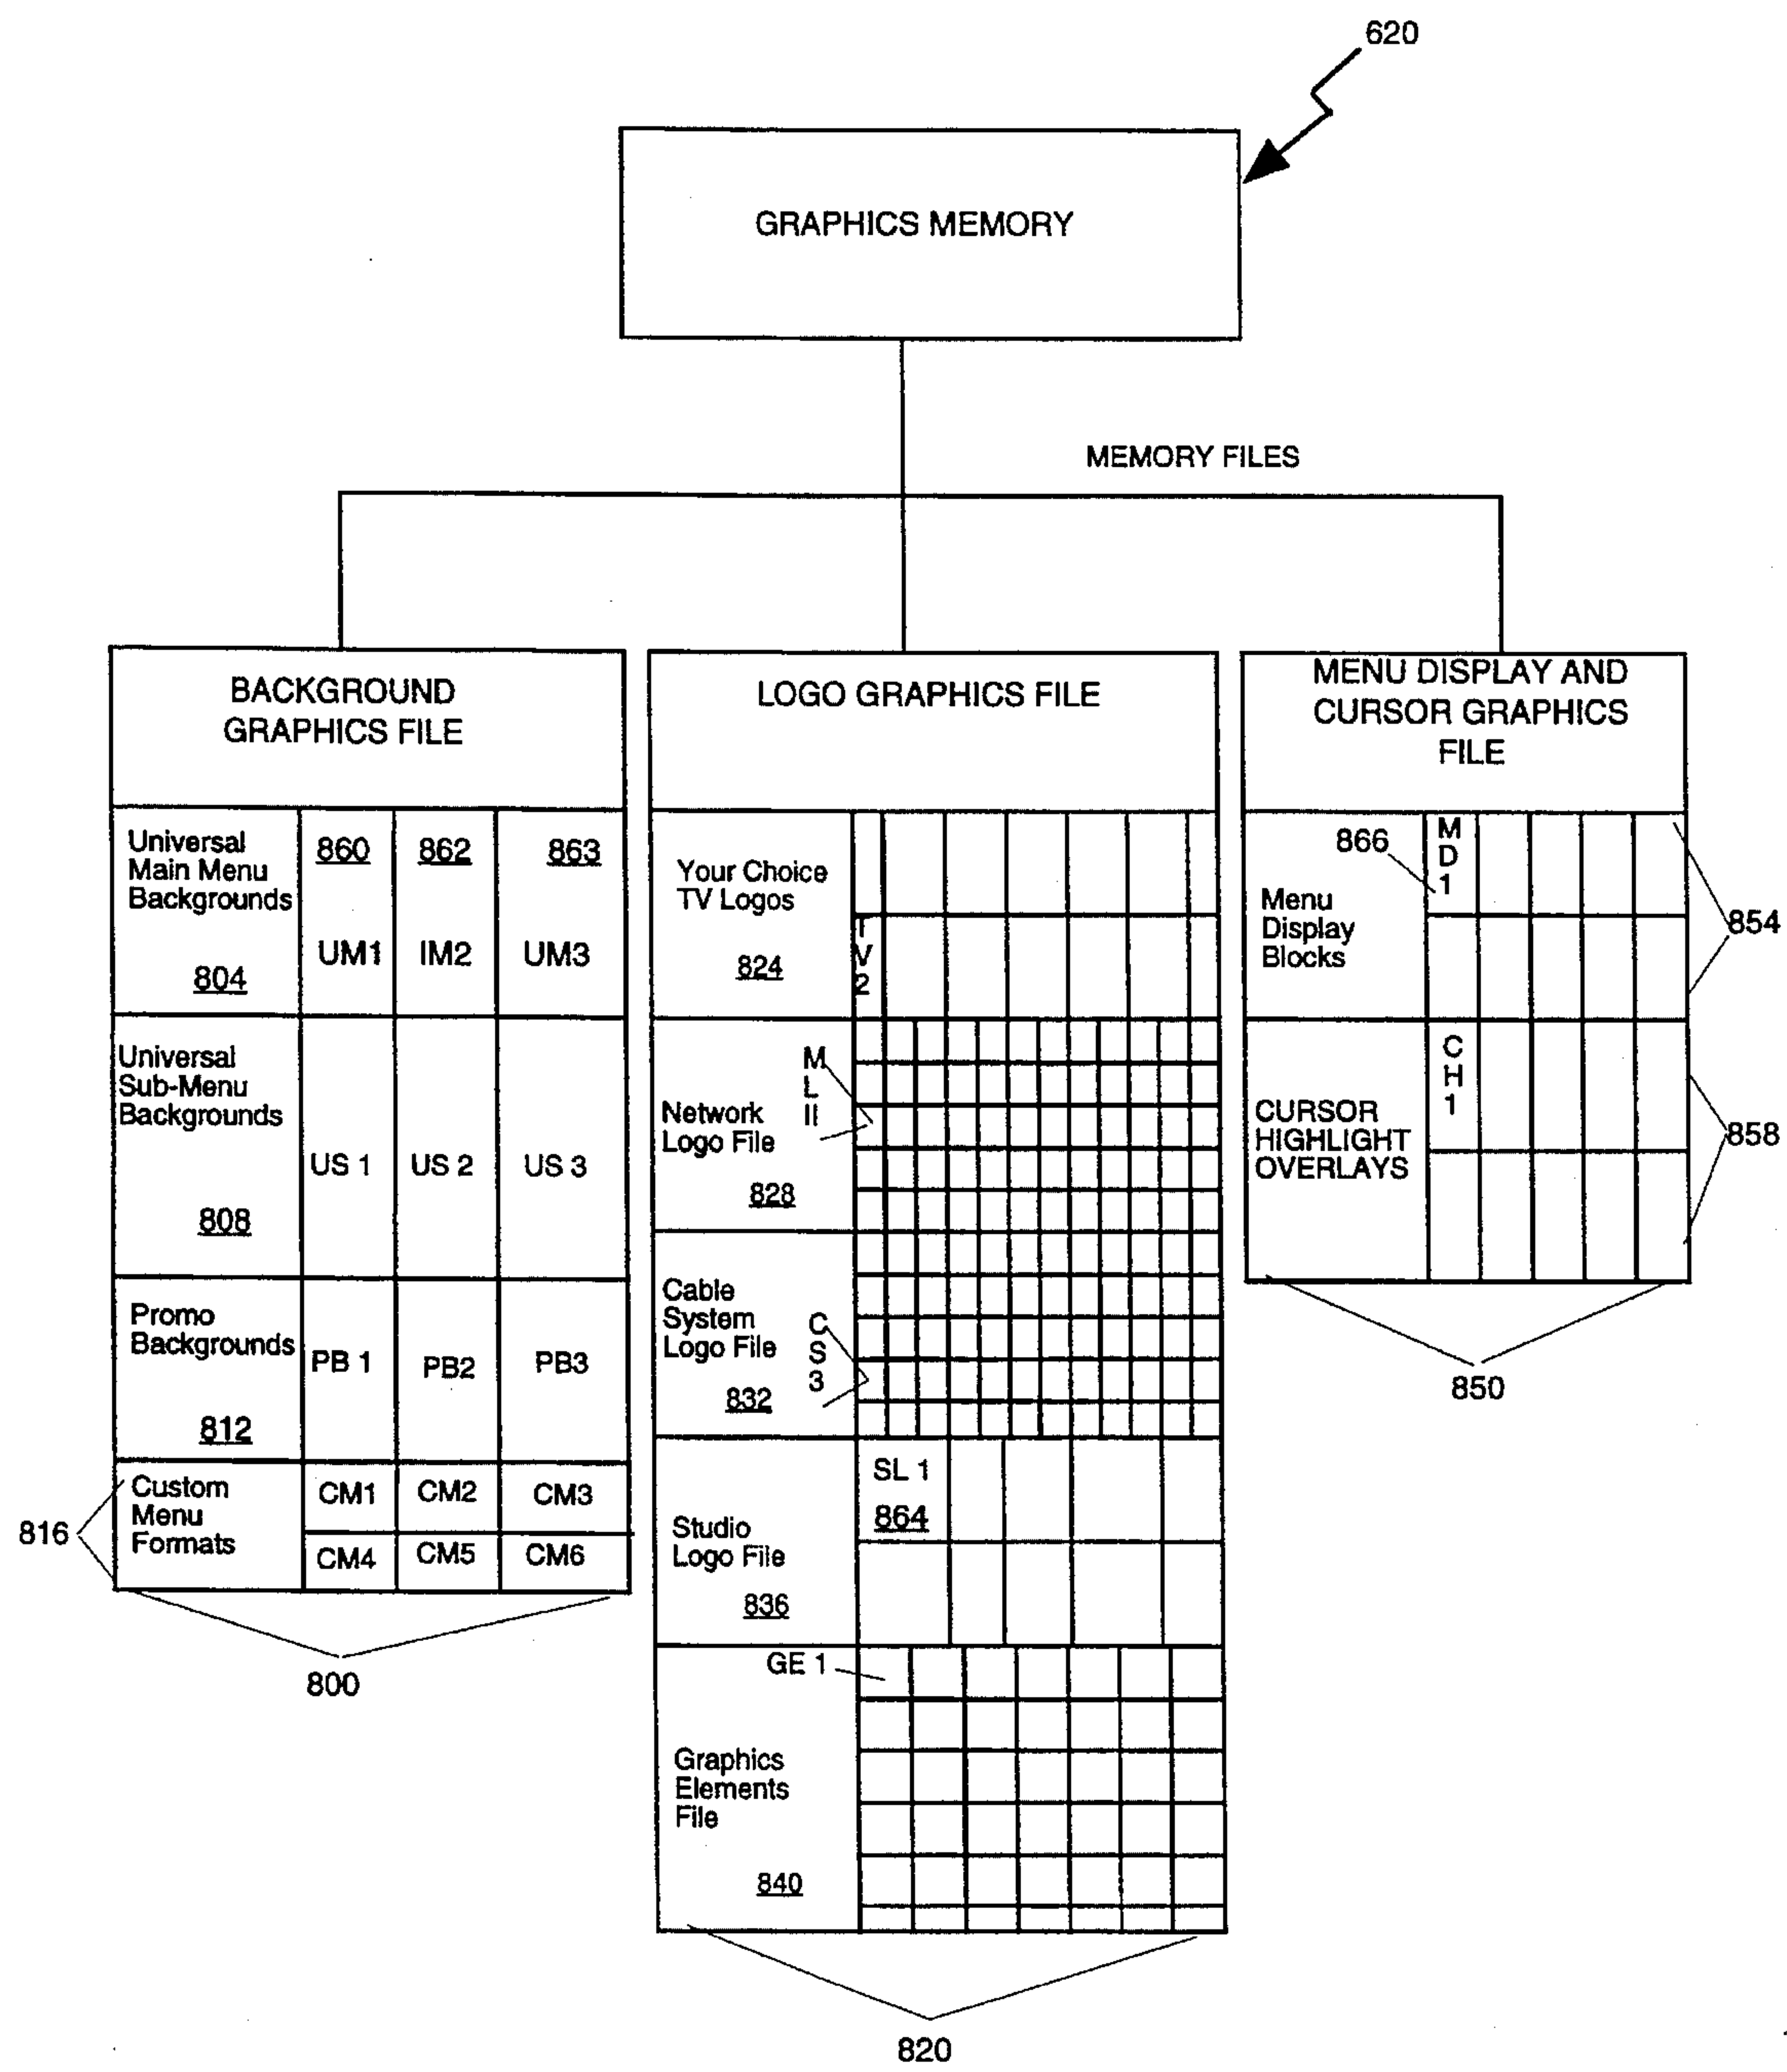 620
GRAPHICS MEMORY
MEMORY FILES
BACKGROUND
GRAPHICS FILE
Universal
Main Menu
Backgrounds
804
860
862
863
UM1
IM2
UM3
Universal
Sub-Menu
Backgrounds
808
US 1
US 2
US 3
Promo
Backgrounds
812
PB 1
PB2
PB3
816
Custom
Menu
Formats
CM1
CM2
CM3
CM4
CM5
CM6
800
LOGO GRAPHICS FILE
Your Choice
TV Logos
824
TV2
Network
Logo File
828
MLII
Cable
System
Logo File
832
CS3
Studio
Logo File
836
SL 1
864
GE 1
Graphics
Elements
File
840
820
MENU DISPLAY AND
CURSOR GRAPHICS
FILE
866
MD1
Menu
Display
Blocks
854
CH1
CURSOR
HIGHLIGHT
OVERLAYS
858
850